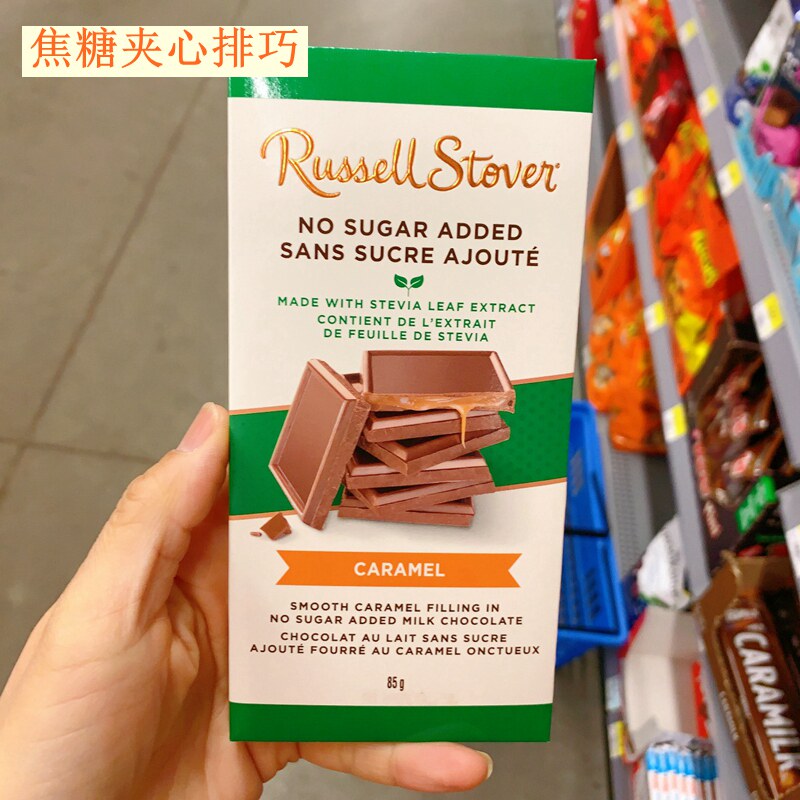 焦糖夹心排巧
Russell Stover
NO SUGAR ADDED
SANS SUCRE AJOUTÉ
MADE WITH STEVIA LEAF EXTRACT
CONTIENT DE L'EXTRAIT
DE FEUILLE DE STEVIA
CARAMEL
SMOOTH CARAMEL FILLING IN
NO SUGAR ADDED MILK CHOCOLATE
CHOCOLAT AU LAIT SANS SUCRE
AJOUTÉ FOURRÉ AU CARAMEL ONCTUEUX
85 g
CARAMILK